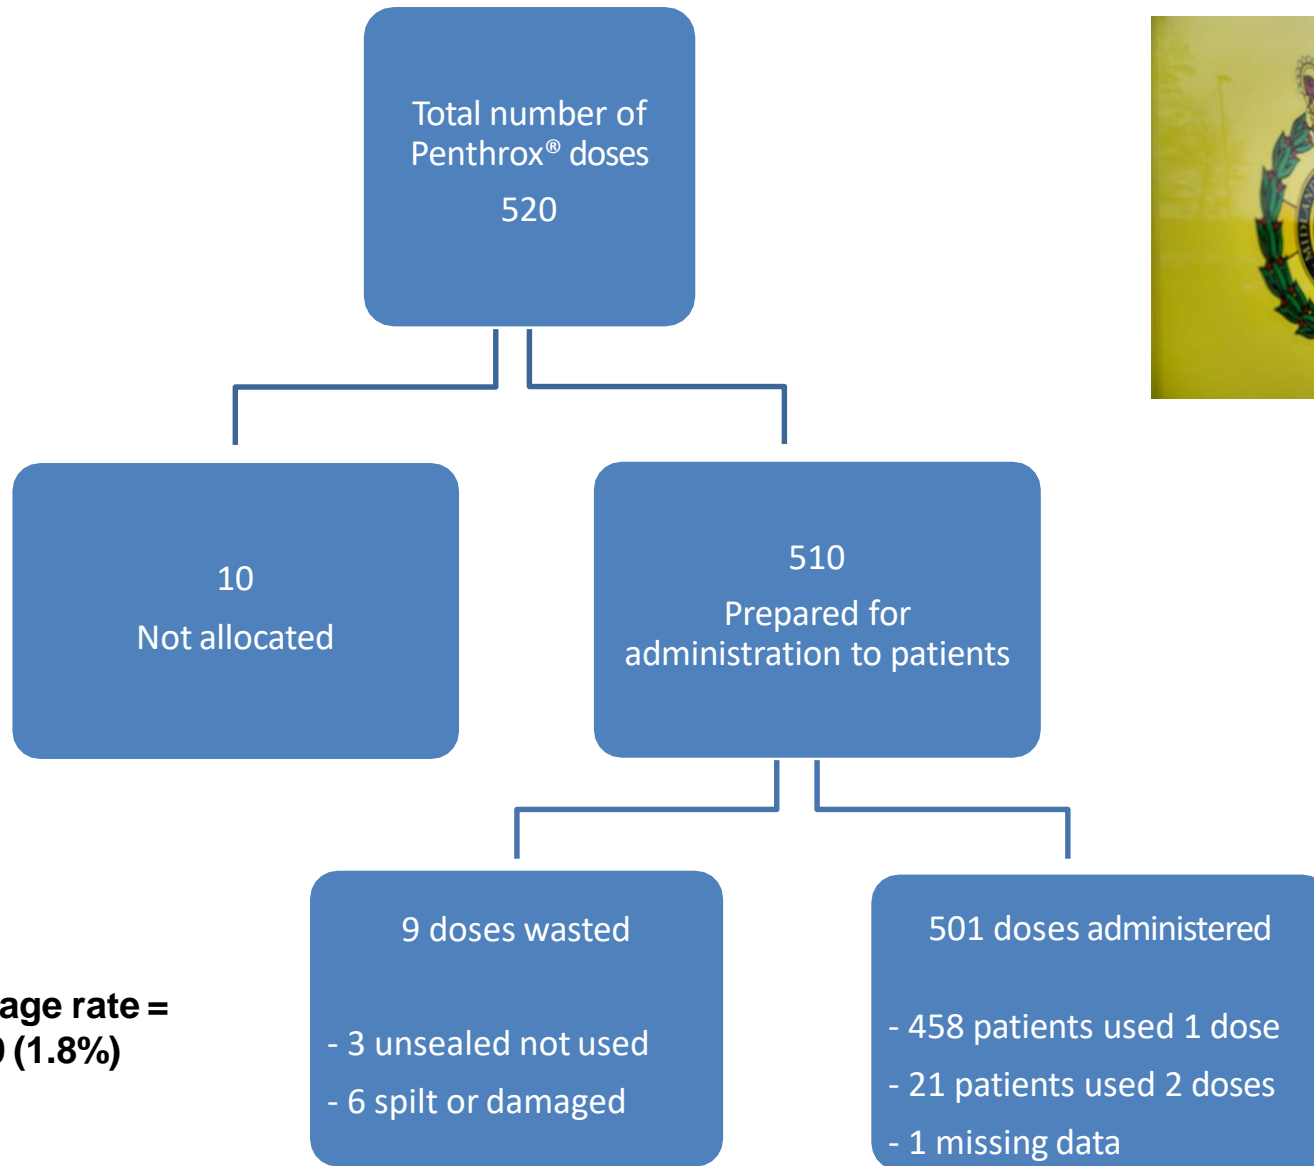 Total number of
Penthrox® doses
520
10
Not allocated
510
Prepared for
administration to patients
9 doses wasted
- 3 unsealed not used
- 6 spilt or damaged
501 doses administered
- 458 patients used 1 dose
- 21 patients used 2 doses
- 1 missing data
age rate =
(1.8%)